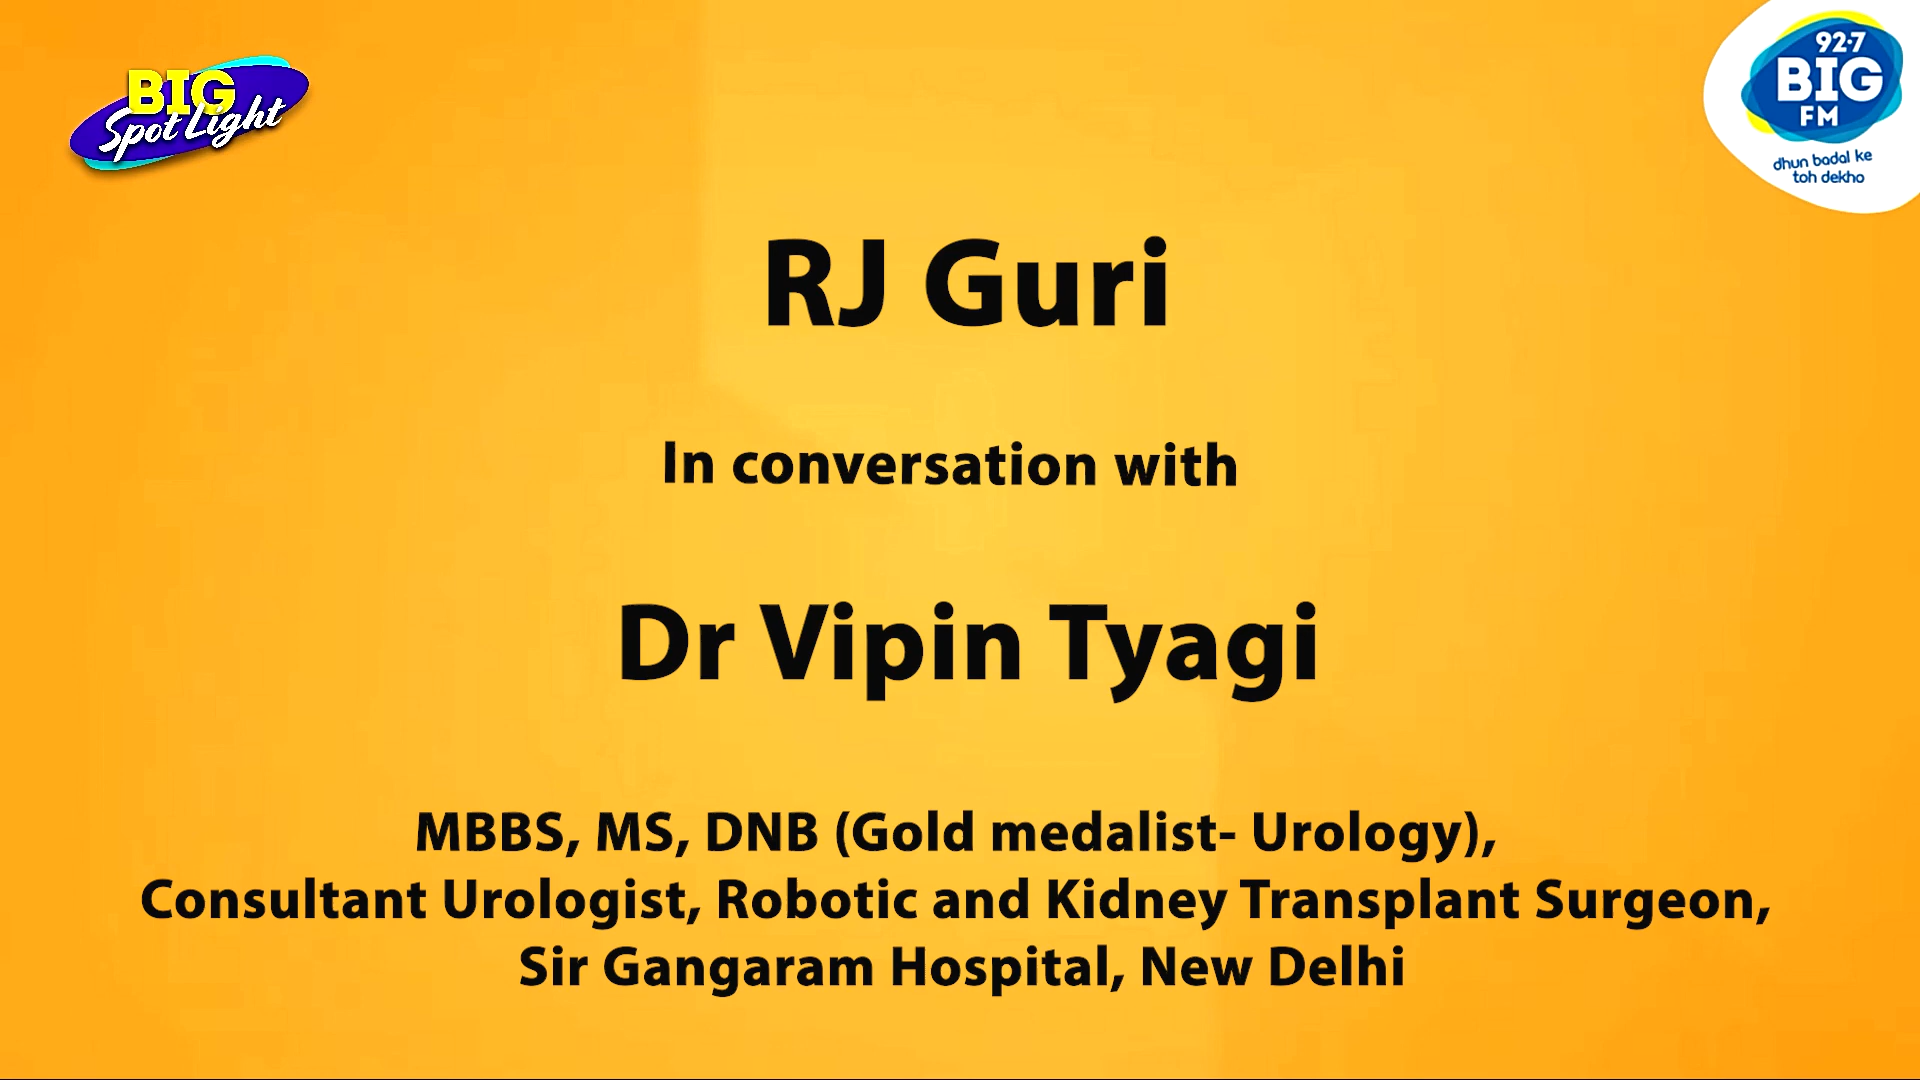 BIG
Spot Light
92.7
BIG
FM
dhun badal ke
toh dekho
RJ Guri
In conversation with
Dr Vipin Tyagi
MBBS, MS, DNB (Gold medalist- Urology),
Consultant Urologist, Robotic and Kidney Transplant Surgeon,
Sir Gangaram Hospital, New Delhi